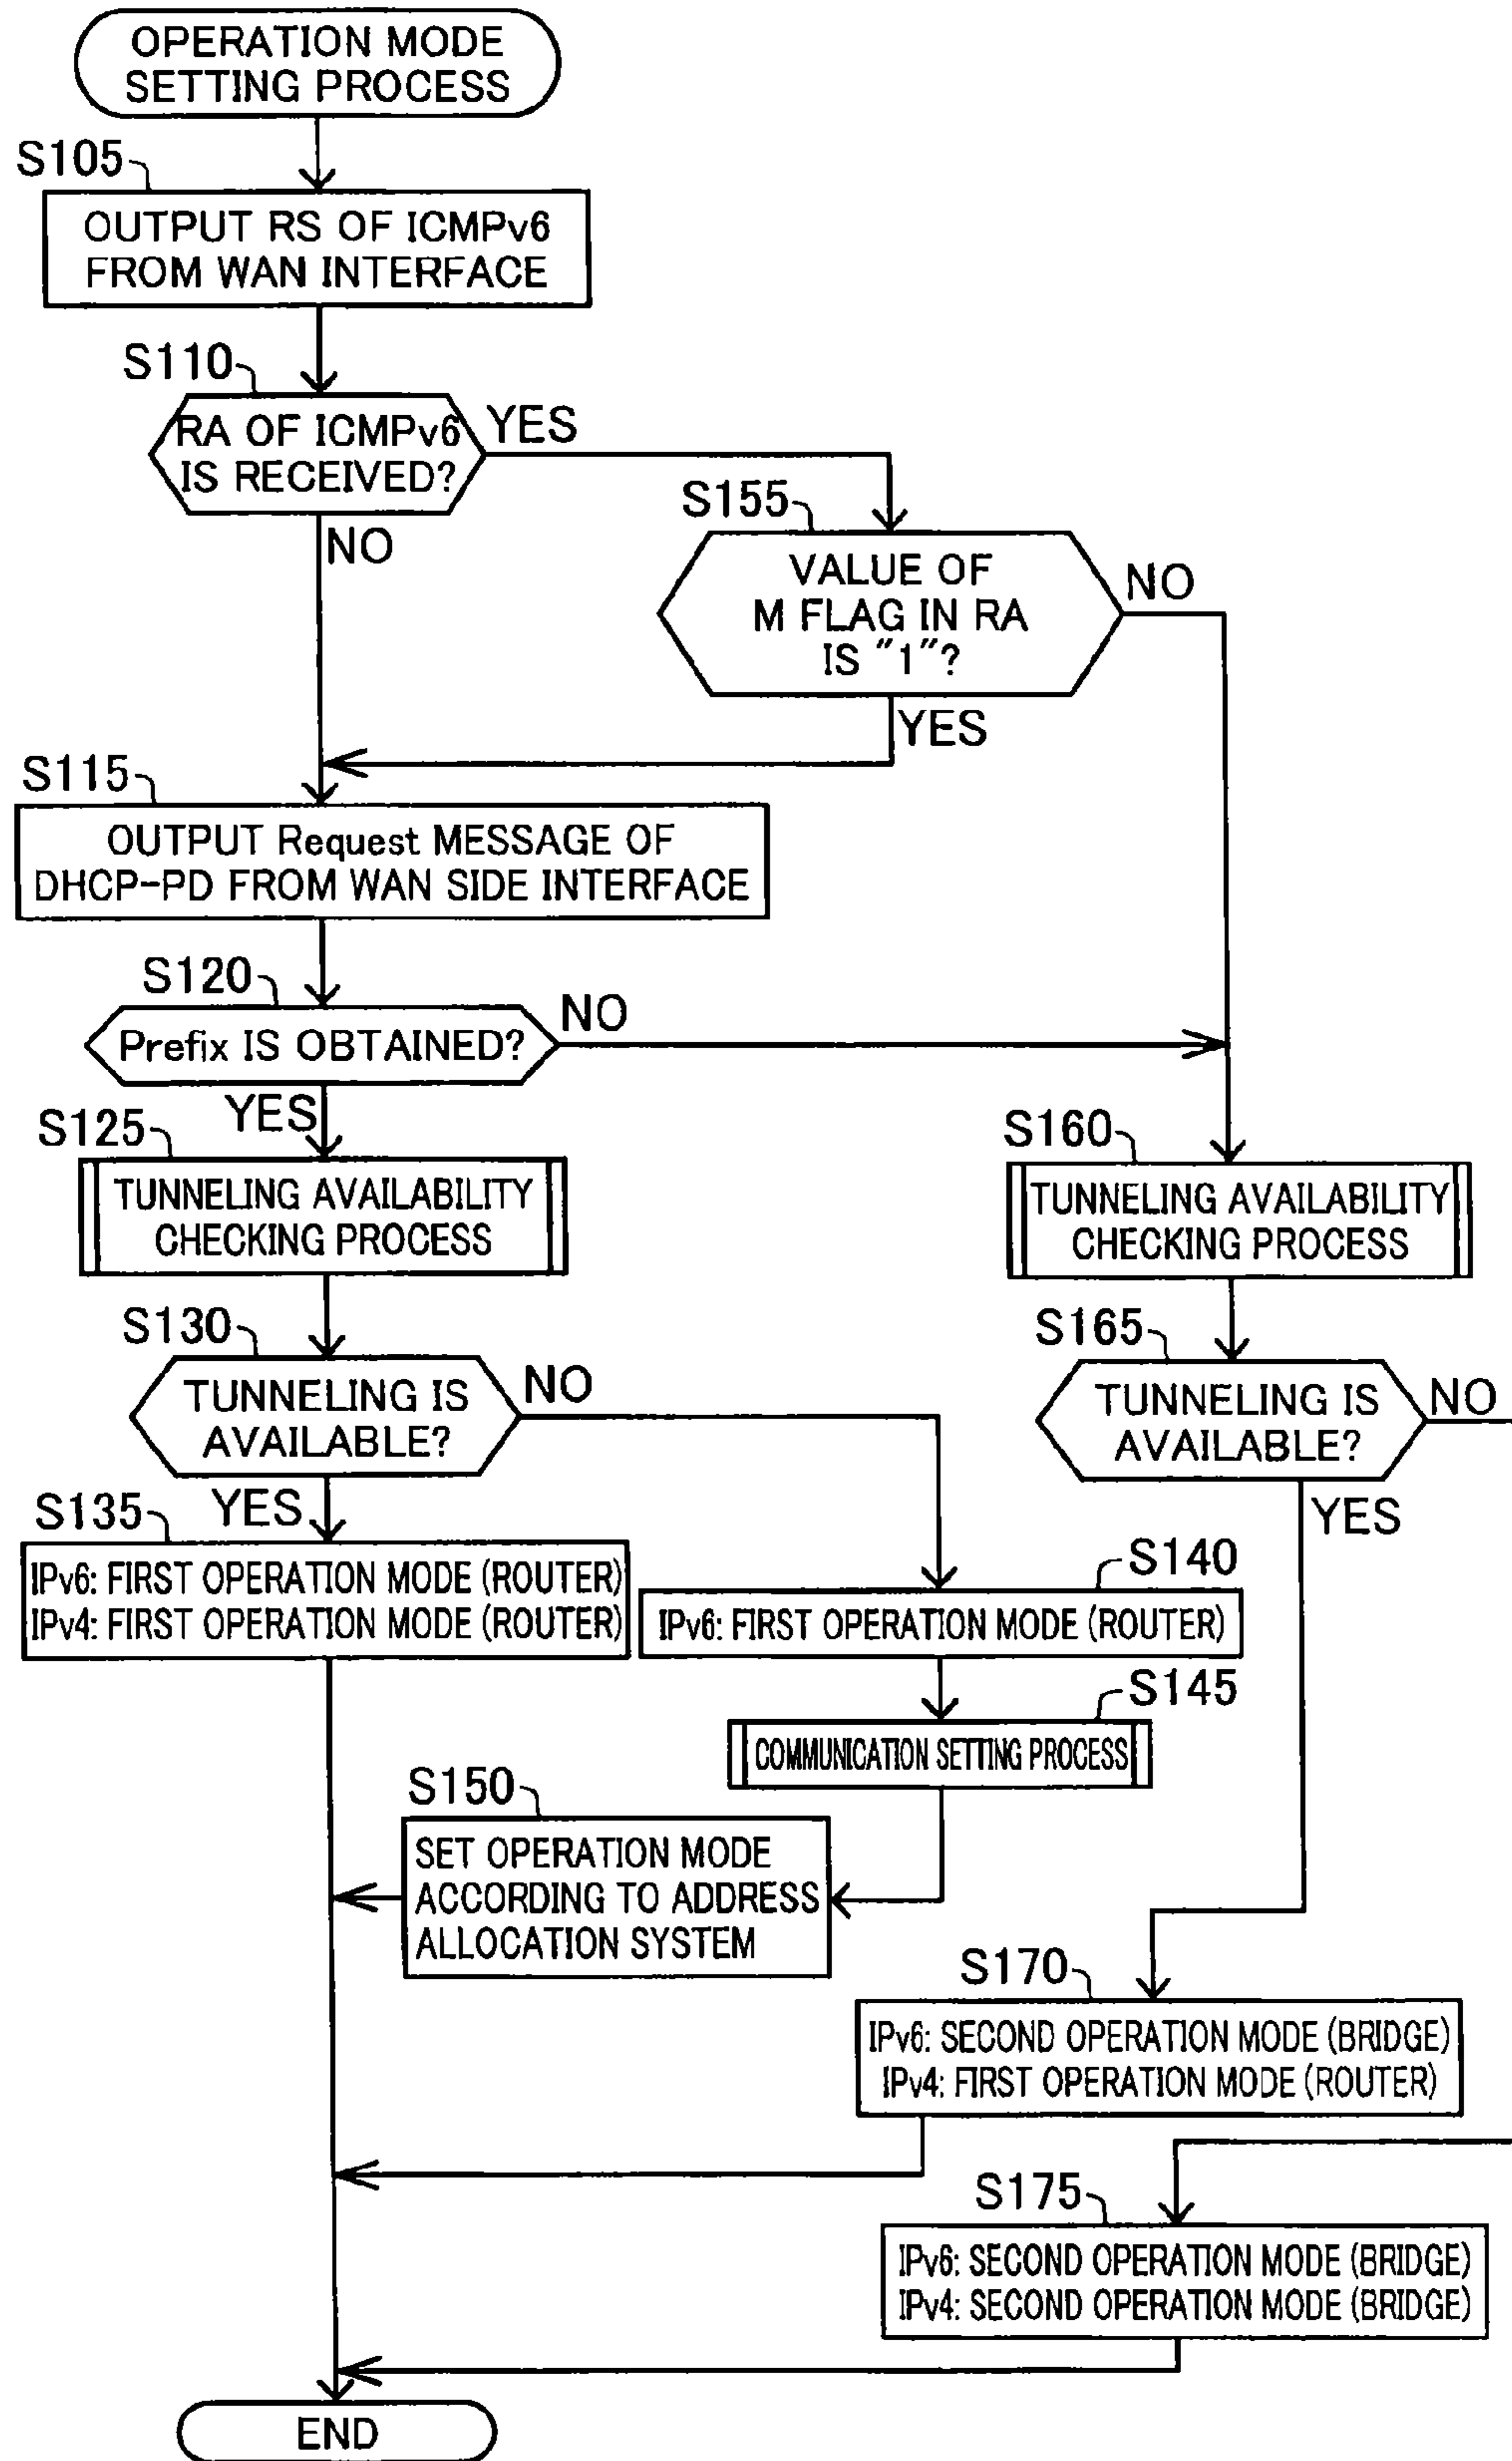 OPERATION MODE
SETTING PROCESS
S105
OUTPUT RS OF ICMPv6
FROM WAN INTERFACE
S110
RA OF ICMPv6
IS RECEIVED?
YES
NO
S155
VALUE OF
M FLAG IN RA
IS "1"?
NO
YES
S115
OUTPUT Request MESSAGE OF
DHCP-PD FROM WAN SIDE INTERFACE
S120
Prefix IS OBTAINED?
NO
YES
S125
TUNNELING AVAILABILITY
CHECKING PROCESS
S160
TUNNELING AVAILABILITY
CHECKING PROCESS
S130
TUNNELING IS
AVAILABLE?
NO
YES
S165
TUNNELING IS
AVAILABLE?
NO
YES
S135
IPv6: FIRST OPERATION MODE (ROUTER)
IPv4: FIRST OPERATION MODE (ROUTER)
S140
IPv6: FIRST OPERATION MODE (ROUTER)
S145
COMMUNICATION SETTING PROCESS
S150
SET OPERATION MODE
ACCORDING TO ADDRESS
ALLOCATION SYSTEM
S170
IPv6: SECOND OPERATION MODE (BRIDGE)
IPv4: FIRST OPERATION MODE (ROUTER)
S175
IPv6: SECOND OPERATION MODE (BRIDGE)
IPv4: SECOND OPERATION MODE (BRIDGE)
END